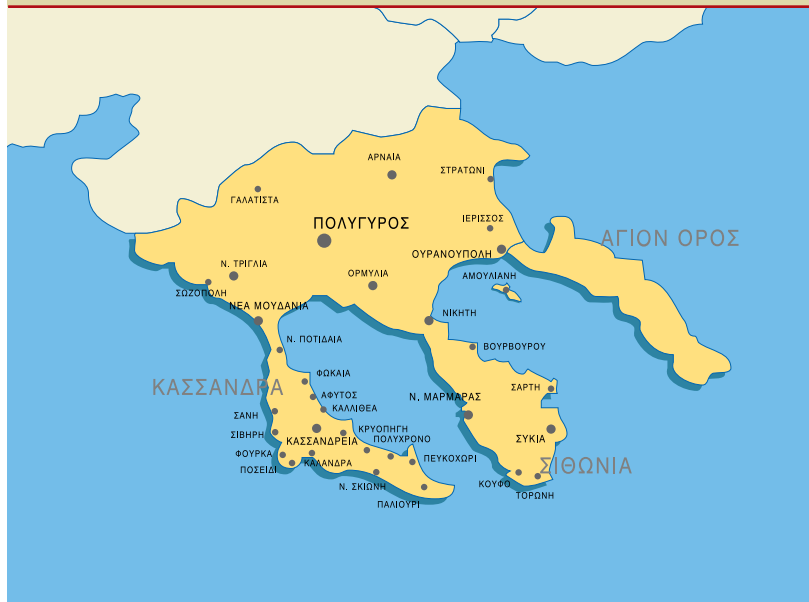 ΑΡΝΑΙΑ
ΣΤΡΑΤΩΝΙ
ΓΑΛΑΤΙΣΤΑ
ΠΟΛΥΓΥΡΟΣ
ΙΕΡΙΣΣΟΣ
ΑΓΙΟΝ ΟΡΟΣ
ΟΥΡΑΝΟΥΠΟΛΗ
Ν. ΤΡΙΓΛΙΑ
ΟΡΜΥΛΙΑ
ΑΜΟΥΛΙΑΝΗ
ΣΩΖΟΠΟΛΗ
ΝΕΑ ΜΟΥΔΑΝΙΑ
ΝΙΚΗΤΗ
Ν. ΠΟΤΙΔΑΙΑ
ΒΟΥΡΒΟΥΡΟΥ
ΦΩΚΑΙΑ
ΚΑΣΣΑΝΔΡΑ
ΣΑΡΤΗ
ΑΦΥΤΟΣ
Ν, ΜΑΡΜΑΡΑΣ
ΚΑΛΛΙΘΕΑ
ΣΑΝΗ
ΚΡΥΟΠΗΓΗ
ΣΙΒΗΡΗ
ΚΑΣΣΑΝΔΡΕΙΑ
ΠΟΛΥΧΡΟΝΟ
ΣΥΚΙΑ
ΦΟΥΡΚΑ
ΚΑΛΑΝΔΡΑ
ΠΕΥΚΟΧΩΡΙ
ΣΙΘΩΝΙΑ
ΠΟΣΕΙΔΙ
Ν. ΣΚΙΩΝΗ
ΚΟΥΦΟ
ΤΟΡΩΝΗ
ΠΑΛΙΟΥΡΙ